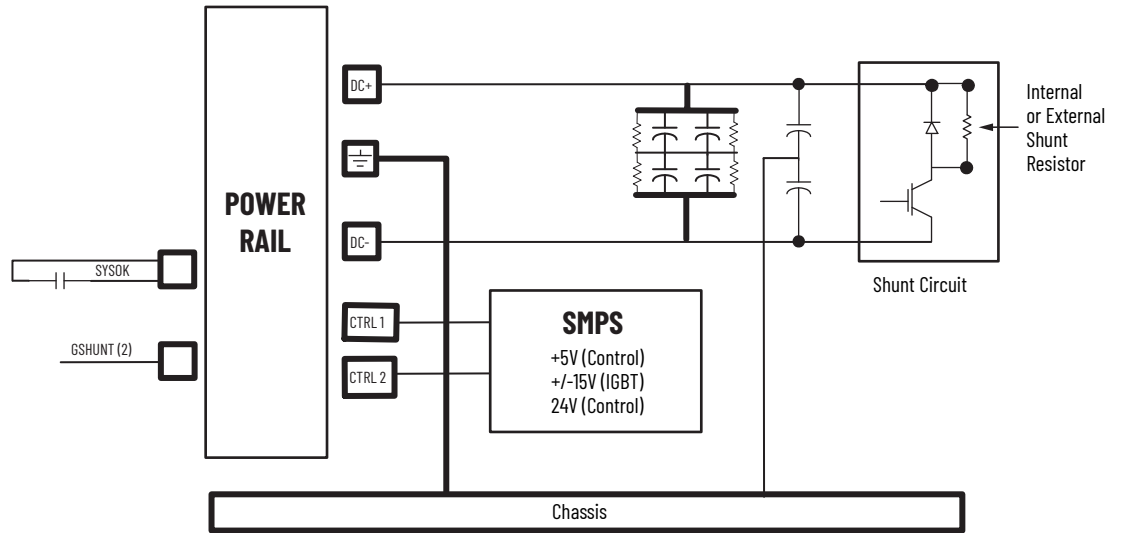 DC+
Internal
or External
Shunt
Resistor
POWER
RAIL
DC-
SYSOK
Shunt Circuit
CTRL 1
SMPS
+5V (Control)
+/-15V (IGBT)
24V (Control)
GSHUNT (2)
CTRL 2
Chassis